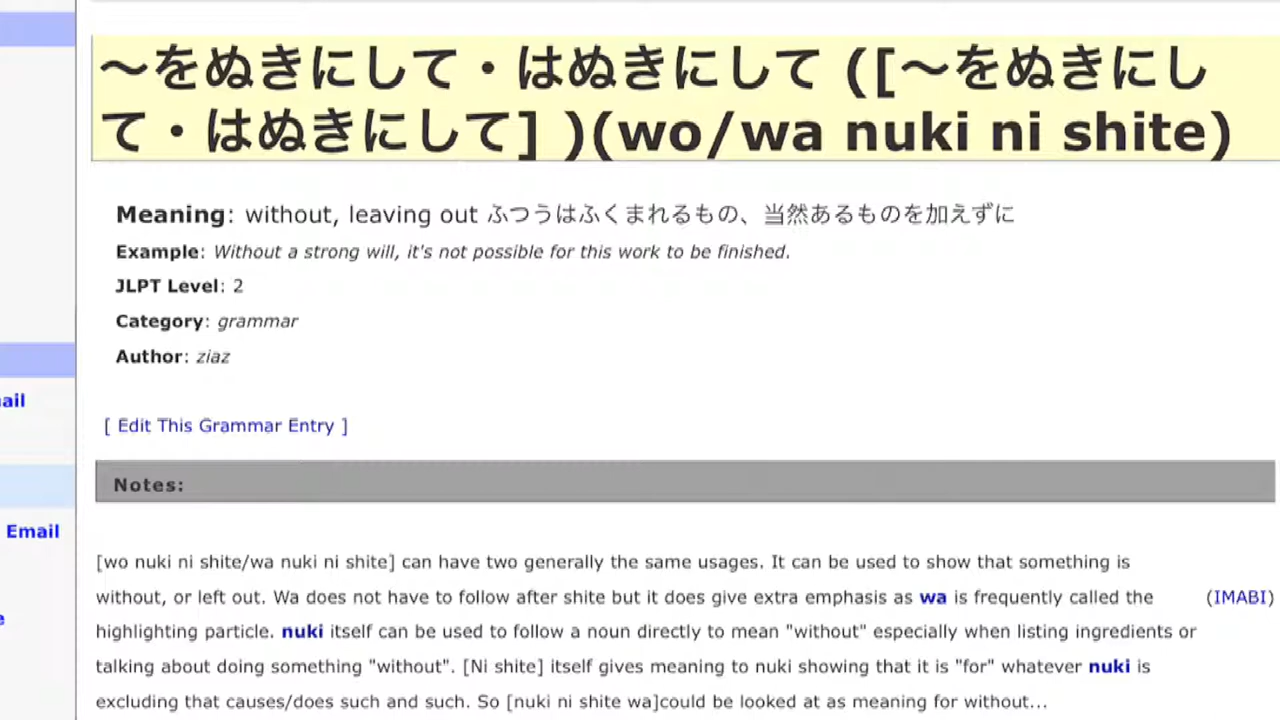 ～をぬきにして・はぬきにして ([～をぬきにし
て・はぬきにして] )(wo/wa nuki ni shite)
Meaning: without, leaving out ふつうはふくまれるもの、当然あるものを加えずに
Example: Without a strong will, it's not possible for this work to be finished.
JLPT Level: 2
Category: grammar
Author: ziaz
ail
[ Edit This Grammar Entry ]
Notes:
Email
[wo nuki ni shite/wa nuki ni shite] can have two generally the same usages. It can be used to show that something is
without, or left out. Wa does not have to follow after shite but it does give extra emphasis as wa is frequently called the (IMABI)
highlighting particle. nuki itself can be used to follow a noun directly to mean "without" especially when listing ingredients or
talking about doing something "without". [Ni shite] itself gives meaning to nuki showing that it is "for" whatever nuki is
excluding that causes/does such and such. So [nuki ni shite wa]could be looked at as meaning for without...